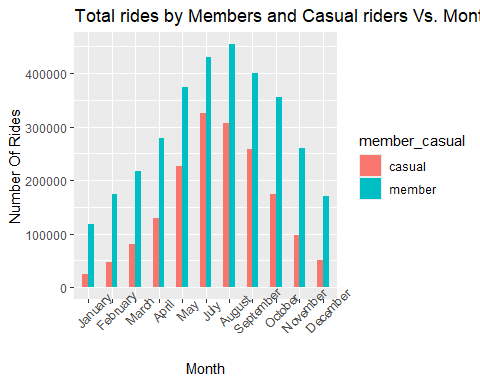 Total rides by Members and Casual riders Vs. Mont
Number Of Rides
400000
300000
200000
100000
0
January
February
March
April
May
July
August
September
October
November
December
Month
member_casual
casual
member